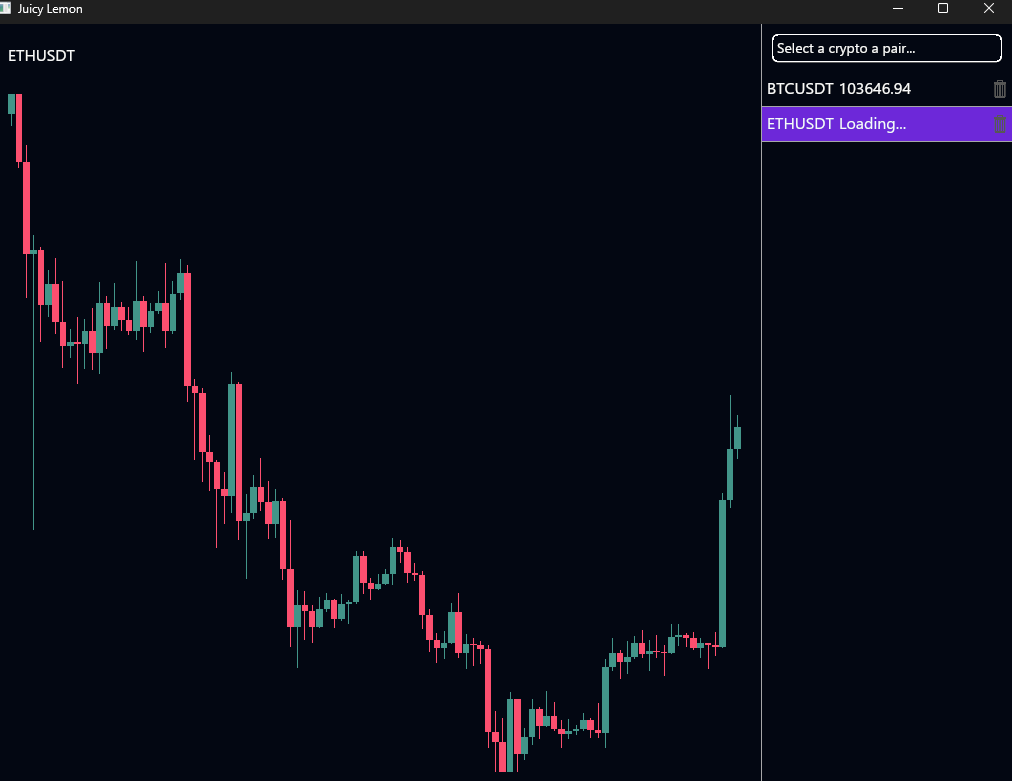 Juicy Lemon
ETHUSDT
Select a crypto a pair...
BTCUSDT 103646.94
ETHUSDT Loading...